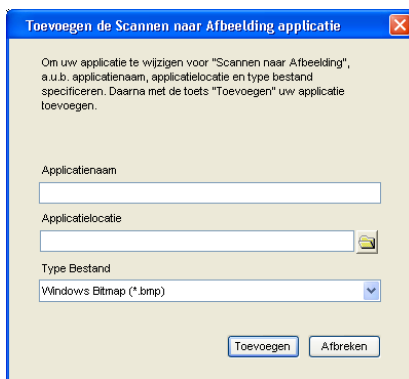 Toevoegen de Scannen naar Afbeelding applicatie
Om uw applicatie te wijzigen voor "Scannen naar Afbeelding",
a.u.b. applicatienaam, applicatielocatie en type bestand
specificeren. Daarna met de toets "Toevoegen" uw applicatie
toevoegen.
Applicatienaam
Applicatielocatie
Type Bestand
Windows Bitmap (*.bmp)
Toevoegen Afbreken